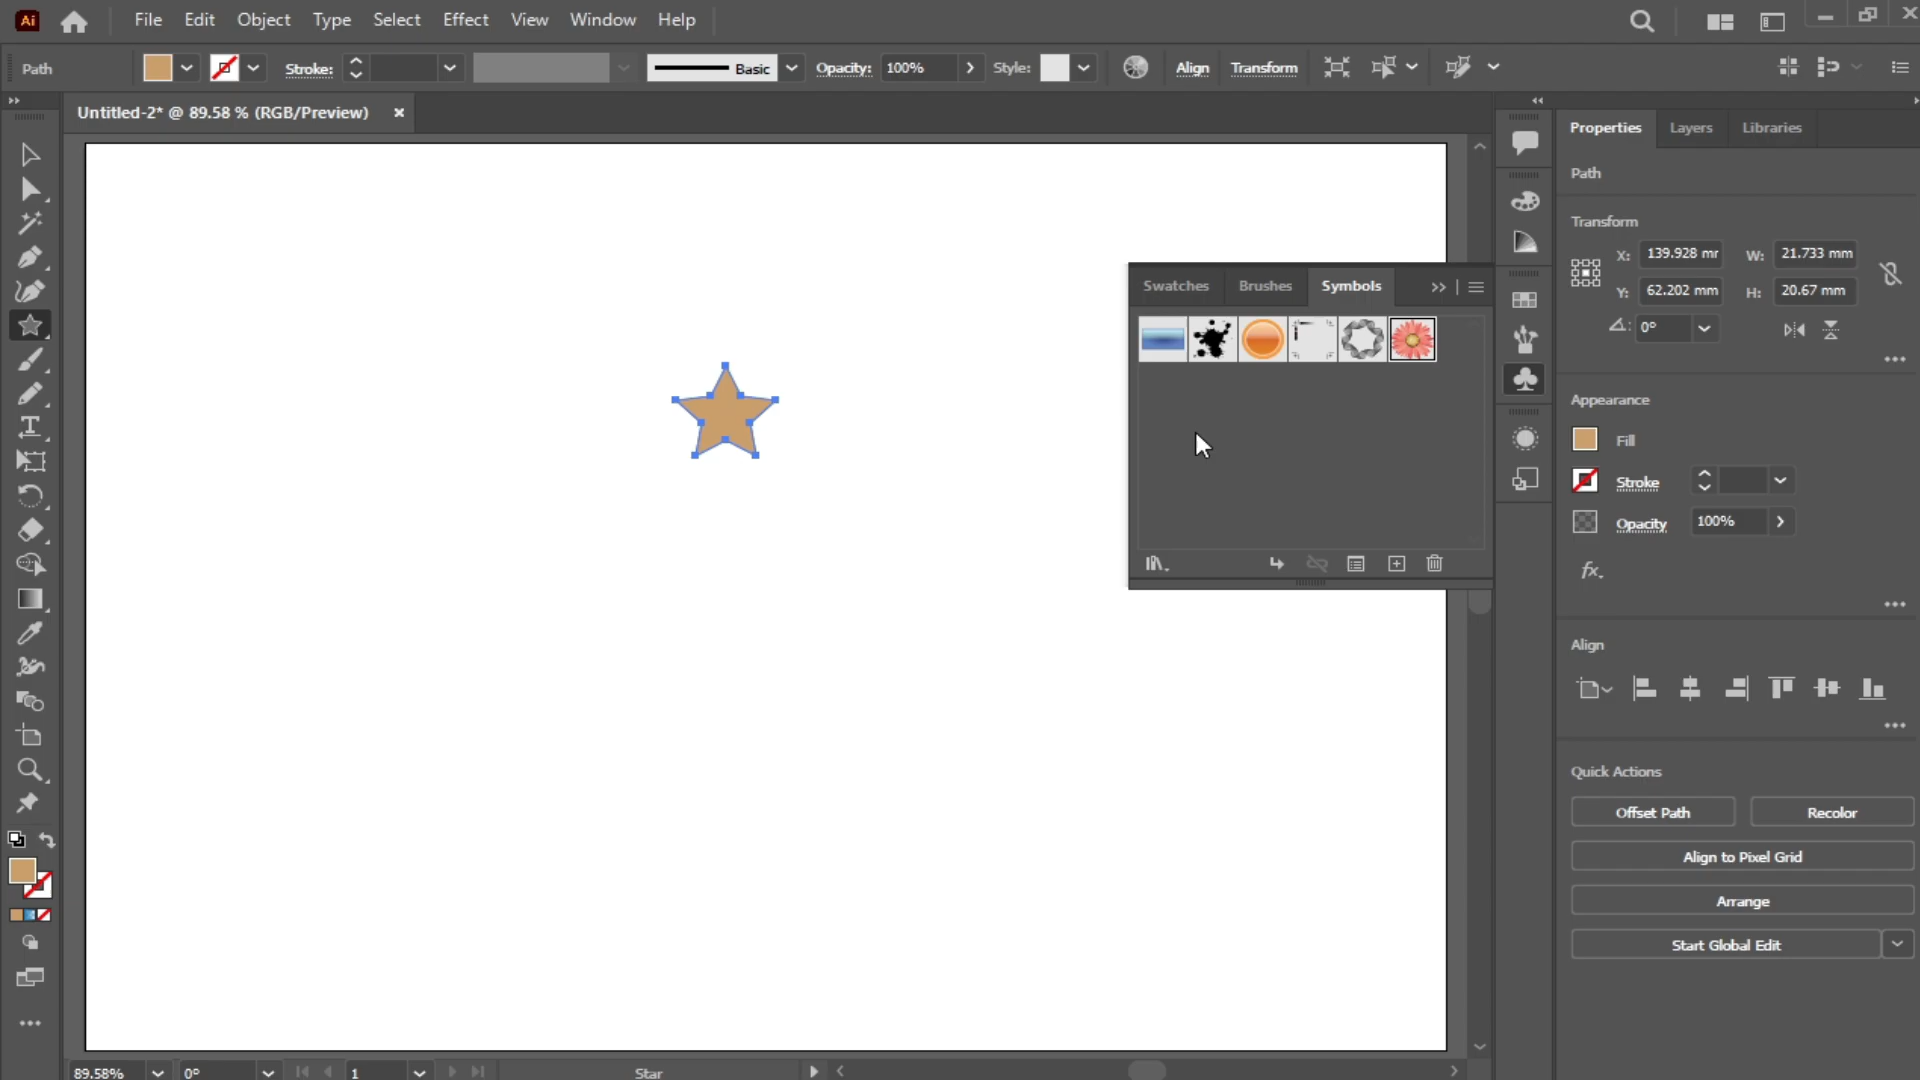 Ai File Edit Object Type Select Effect View Window Help
Path Stroke: Basic Opacity: 100% Style: Align Transform
Untitled-2* @ 89.58 % (RGB/Preview) ×
Properties Layers Libraries
Path
Transform
X: 139.928 mr W: 21.733 mm
Y: 62.202 mm H: 20.67 mm
0°
Swatches Brushes Symbols
Appearance
Fill
Stroke
Opacity 100%
fx.
Align
Quick Actions
Offset Path Recolor
Align to Pixel Grid
Arrange
Start Global Edit
89.58% 0° 1 Star